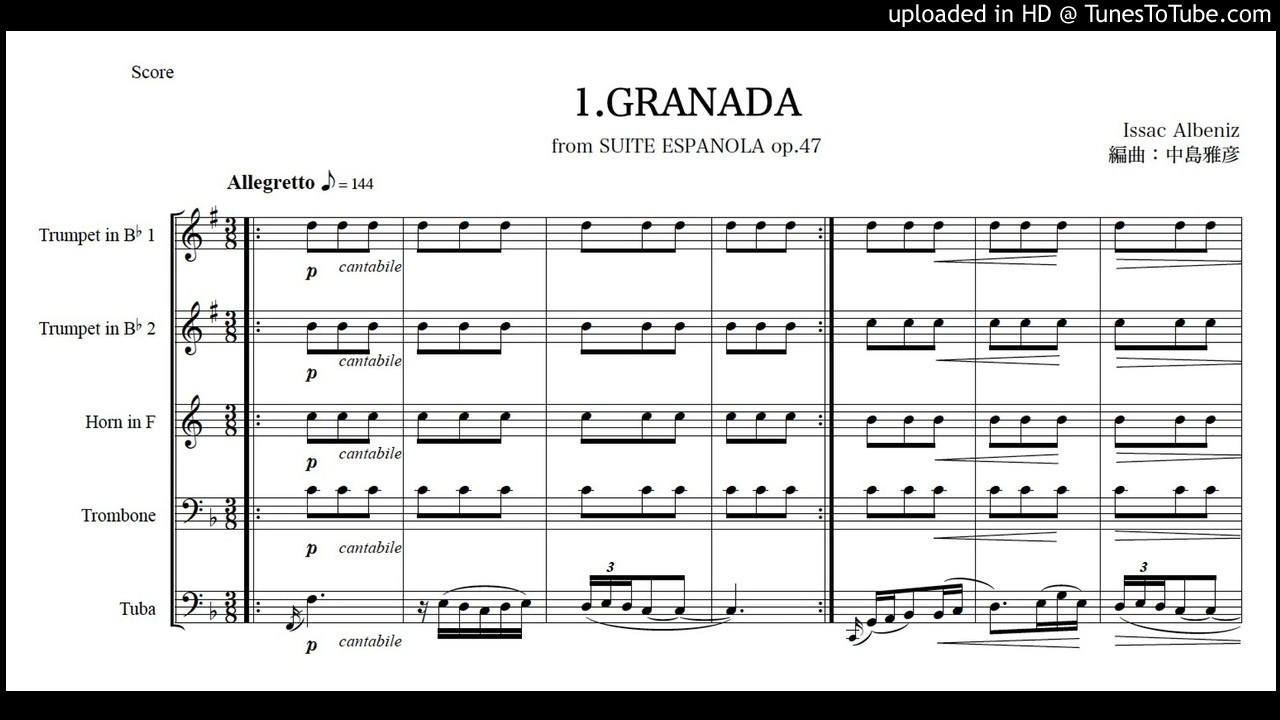 uploaded in HD @ TunesToTube.com
Score
1.GRANADA
from SUITE ESPANOLA op.47
Issac Albeniz
編曲：中島雅彦
Allegretto ♪= 144
Trumpet in B♭ 1
p cantabile
Trumpet in B♭ 2
p cantabile
Horn in F
p cantabile
Trombone
p cantabile
3 3
Tuba
p cantabile